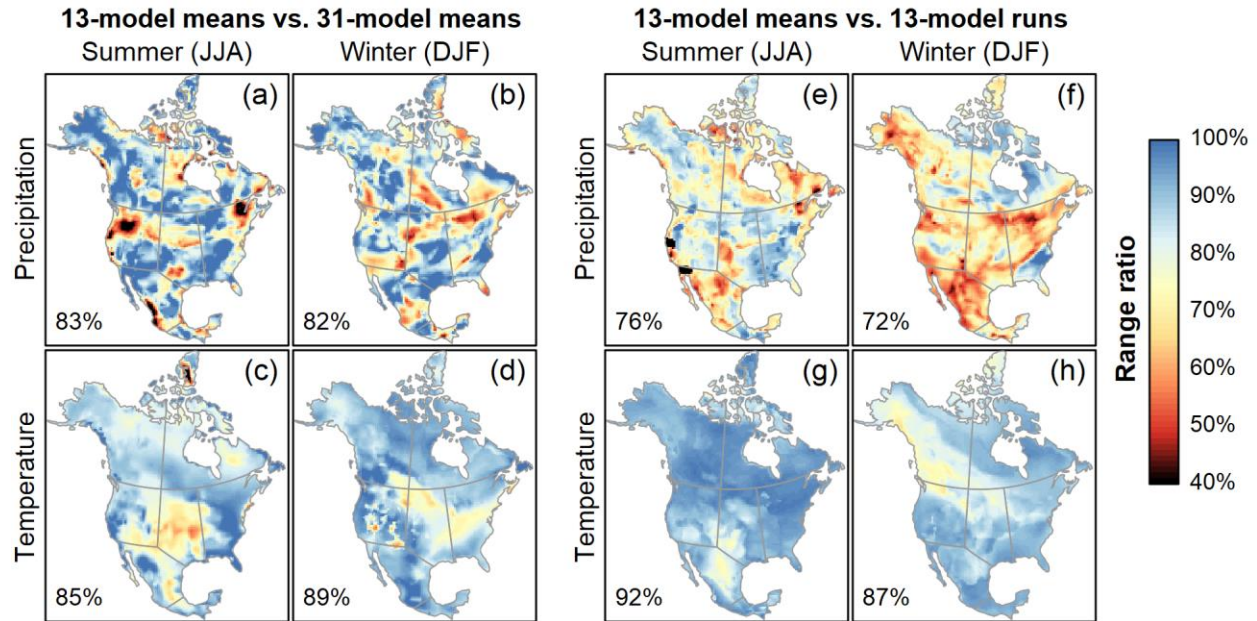 13-model means vs. 31-model means
13-model means vs. 13-model runs
Summer (JJA)
Winter (DJF)
Summer (JJA)
Winter (DJF)
Precipitation
(a)
83%
(b)
82%
Precipitation
(e)
76%
(f)
72%
Temperature
(c)
85%
(d)
89%
Temperature
(g)
92%
(h)
87%
Range ratio
100%
90%
80%
70%
60%
50%
40%